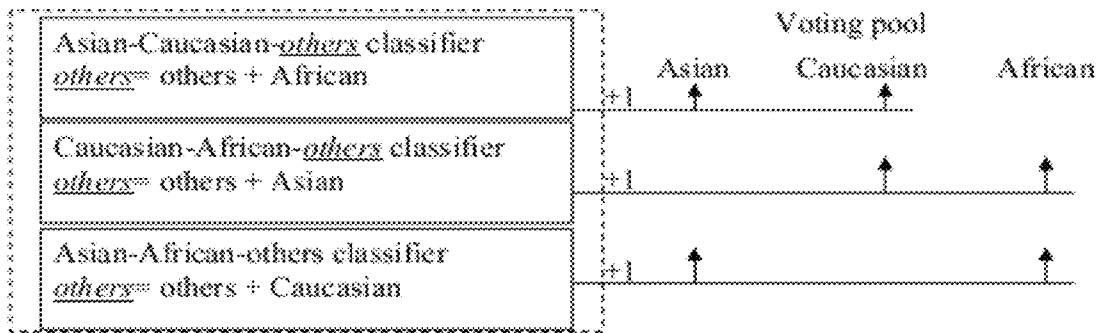 Asian-Caucasian-others classifier
others= others + African
Voting pool
Asian Caucasian African
+1
Caucasian-African-others classifier
others= others + Asian
+1
Asian-African-others classifier
others= others + Caucasian
+1